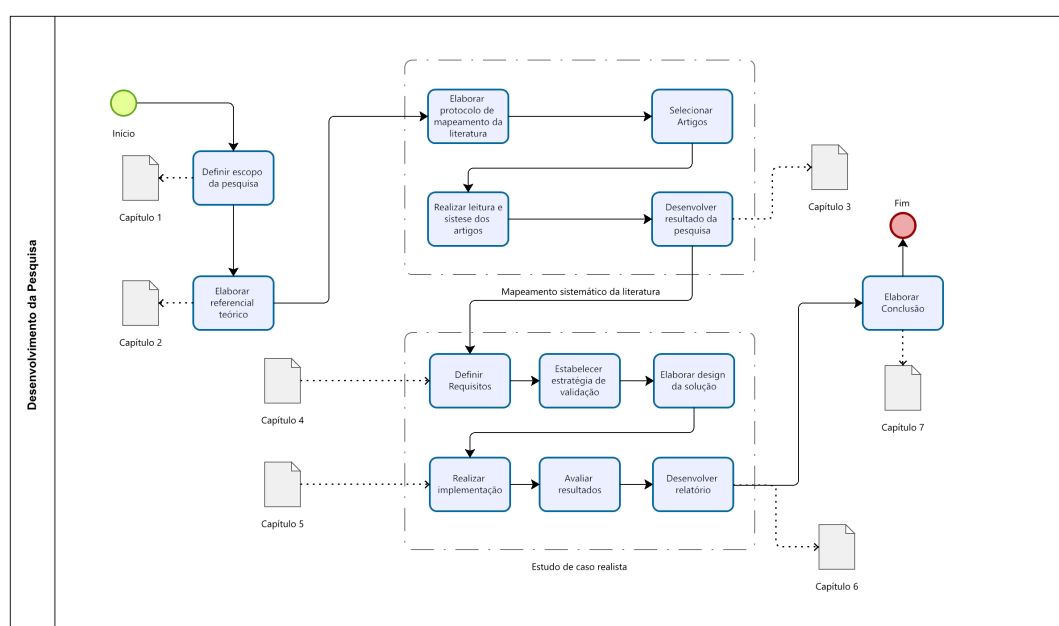 Desenvolvimento da Pesquisa
Início
Definir escopo
da pesquisa
Capítulo 1
Elaborar
referencial
teórico
Capítulo 2
Elaborar
protocolo de
mapeamento da
literatura
Selecionar
Artigos
Realizar leitura e
sístese dos
artigos
Desenvolver
resultado da
pesquisa
Capítulo 3
Mapeamento sistemático da literatura
Definir
Requisitos
Estabelecer
estratégia de
validação
Elaborar design
da solução
Capítulo 4
Realizar
implementação
Avaliar
resultados
Desenvolver
relatório
Capítulo 5
Estudo de caso realista
Capítulo 6
Fim
Elaborar
Conclusão
Capítulo 7